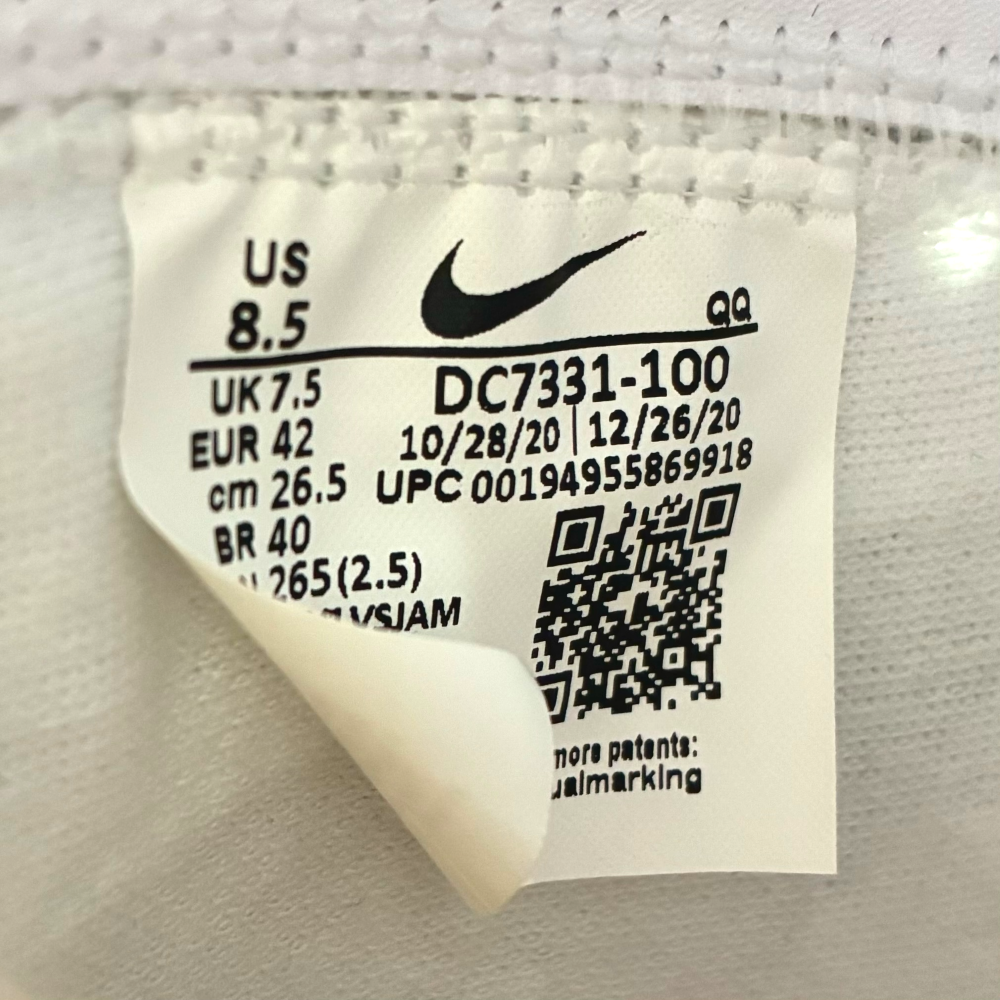 US
8.5
QQ
UK 7.5
DC7331-100
EUR 42
10/28/20 | 12/26/20
cm 26.5
UPC 00194955869918
BR 40
265 (2.5)
VSJAM
more patents: